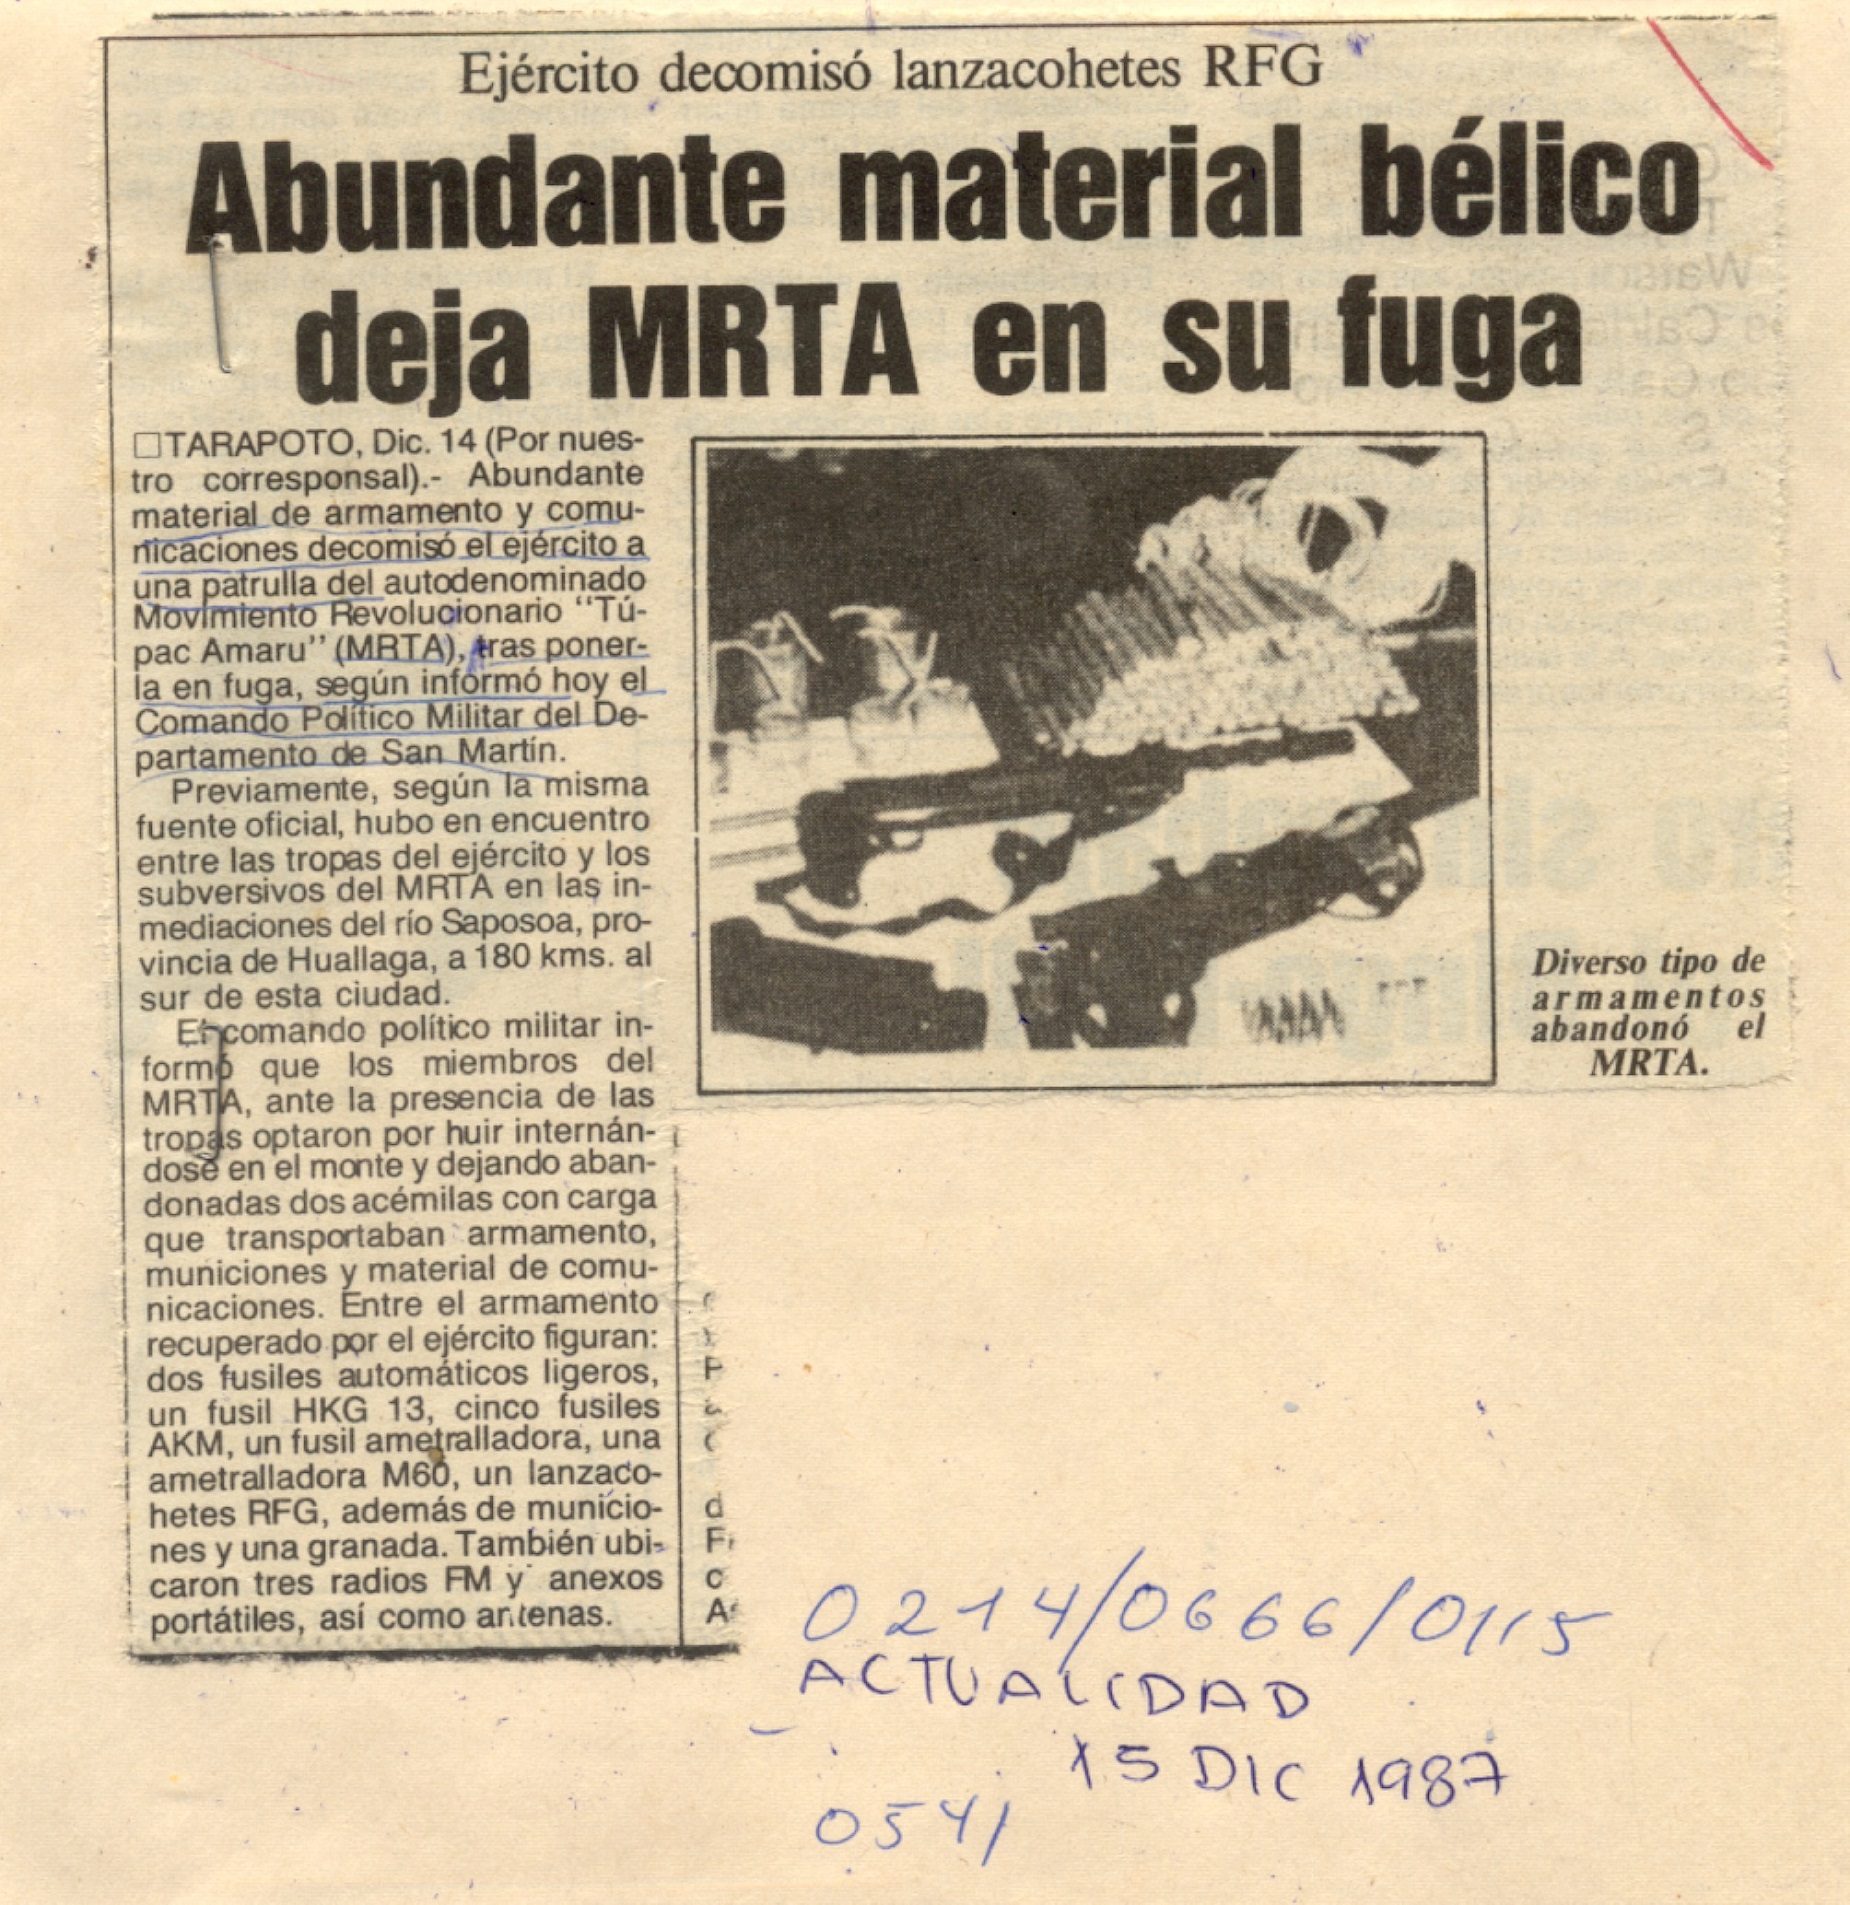 Ejército decomisó lanzacohetes RFG
Abundante material bélico
deja MRTA en su fuga
□TARAPOTO, Dic. 14 (Por nues-
tro corresponsal).- Abundante
material de armamento y comu-
nicaciones decomisó el ejército a
una patrulla del autodenominado
Movimiento Revolucionario "Tú-
pac Amaru" (MRTA), tras poner-
la en fuga, según informó hoy el
Comando Político Militar del De-
partamento de San Martín.
Previamente, según la misma
fuente oficial, hubo en encuentro
entre las tropas del ejército y los
subversivos del MRTA en las in-
mediaciones del río Saposoa, pro-
vincia de Huallaga, a 180 kms. al
sur de esta ciudad.
El comando político militar in-
formó que los miembros del
MRTA, ante la presencia de las
tropas optaron por huir internán-
dose en el monte y dejando aban-
donadas dos acémilas con carga
que transportaban armamento,
municiones y material de comu-
nicaciones. Entre el armamento
recuperado por el ejército figuran:
dos fusiles automáticos ligeros,
un fusil HKG 13, cinco fusiles
AKM, un fusil ametralladora, una
ametralladora M60, un lanzaco-
hetes RFG, además de municio-
nes y una granada. También ubi-
caron tres radios FM y anexos
portátiles, así como antenas.
Diverso tipo de
armamentos
abandonó el
MRTA.
0214/0666/0115
ACTUALIDAD
15 DIC 1987
0541